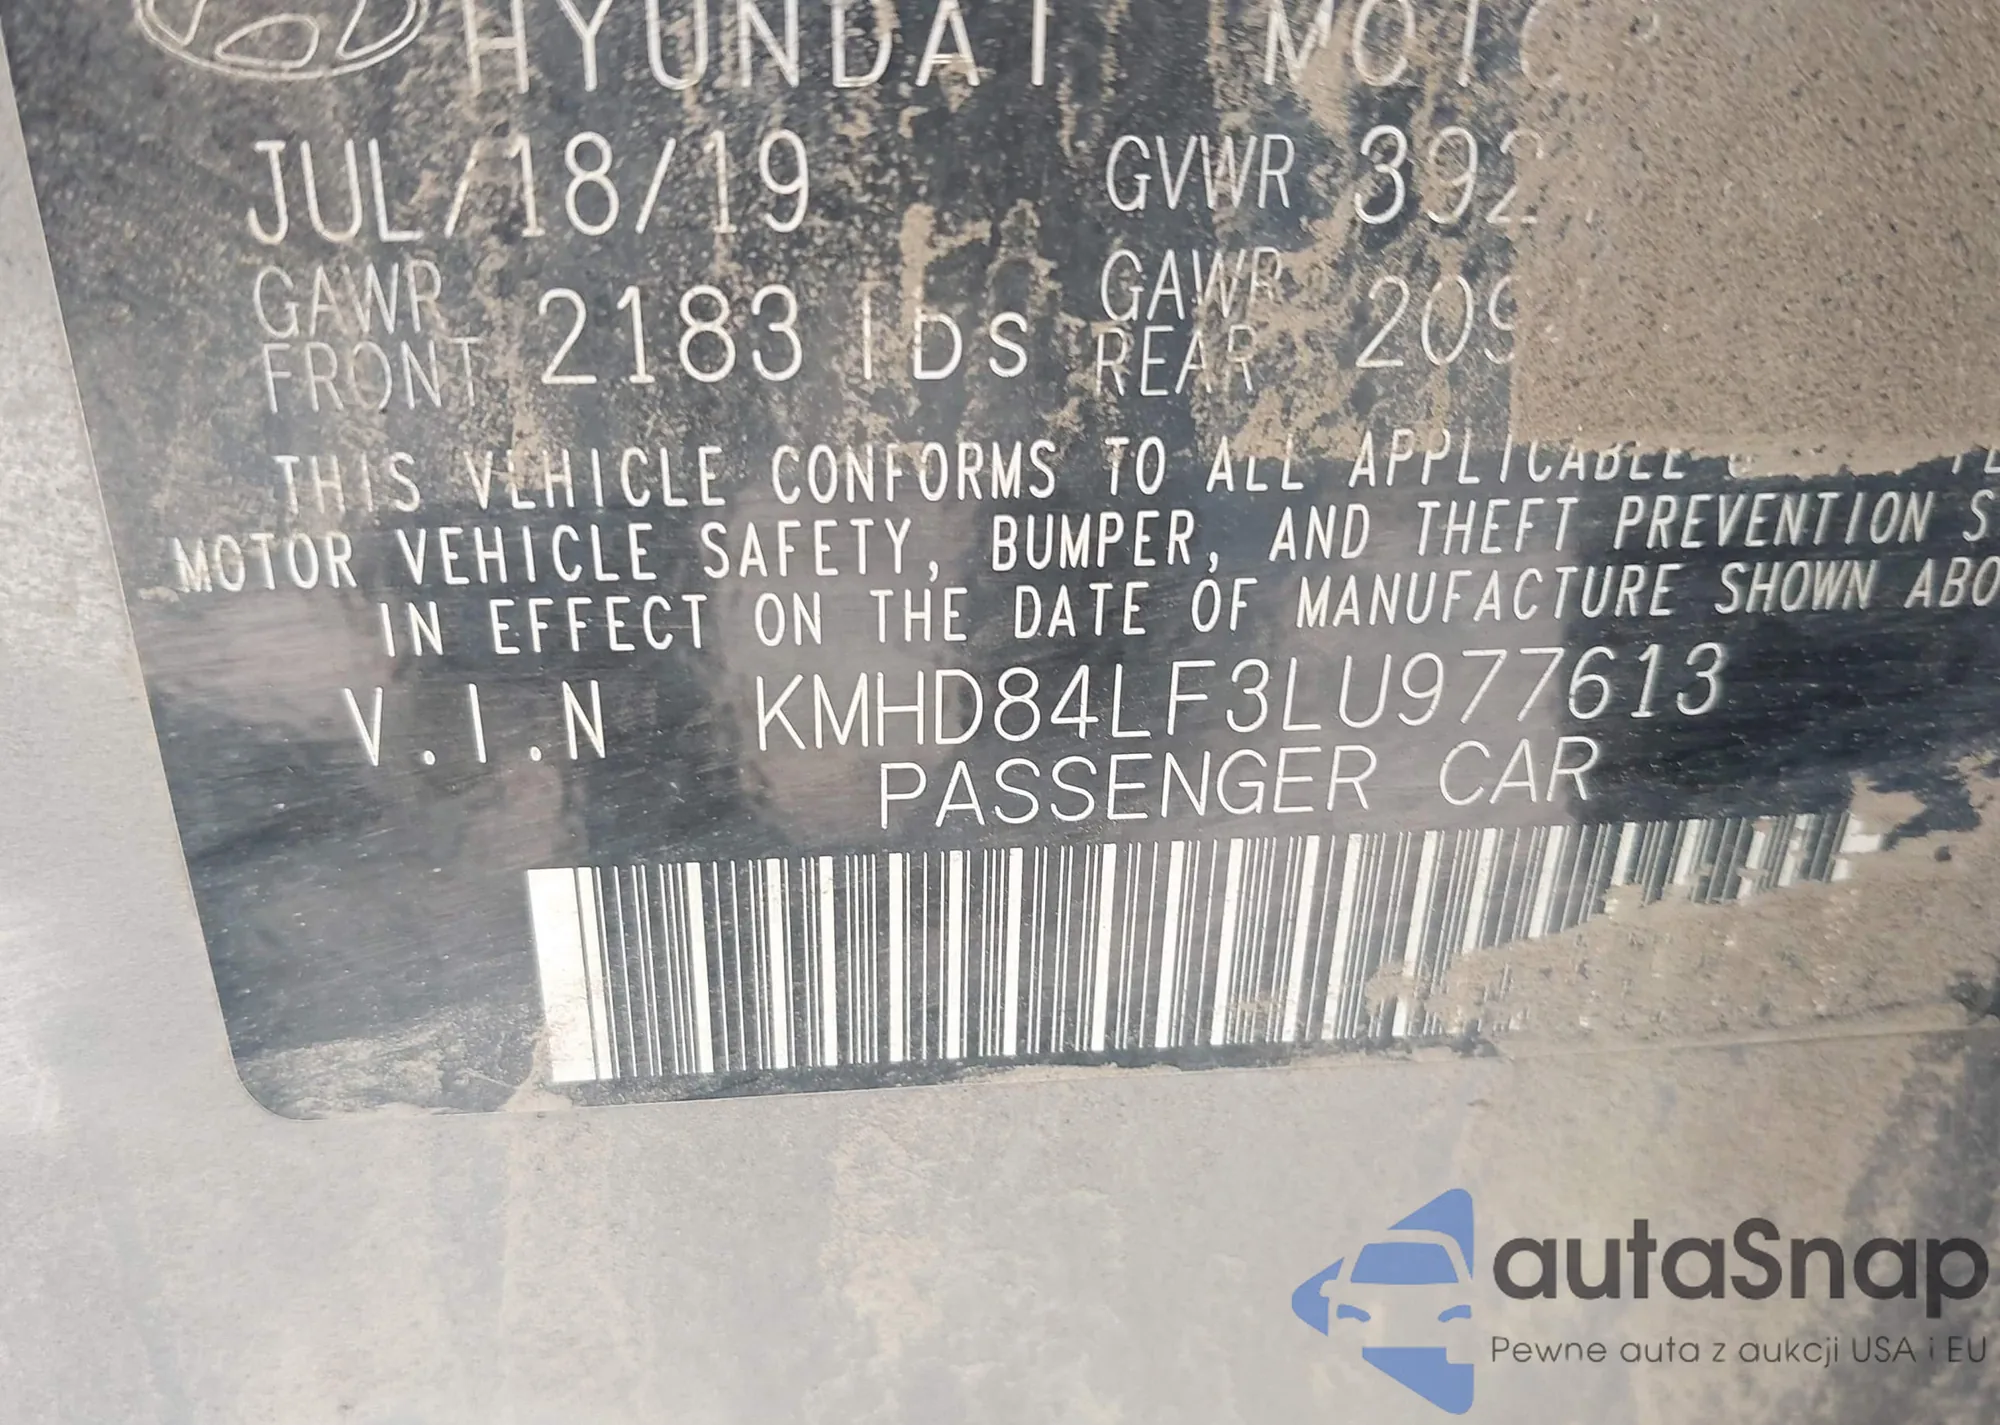 HYUNDAI MOTO
JUL/18/19 GVWR 392
GAWR FRONT 2183 lbs GAWR REAR 209
THIS VEHICLE CONFORMS TO ALL APPLICABLE
MOTOR VEHICLE SAFETY, BUMPER, AND THEFT PREVENTION S
IN EFFECT ON THE DATE OF MANUFACTURE SHOWN ABO
V.I.N KMHD84LF3LU977613
PASSENGER CAR
autaSnap
Pewne auta z aukcji USA i EU